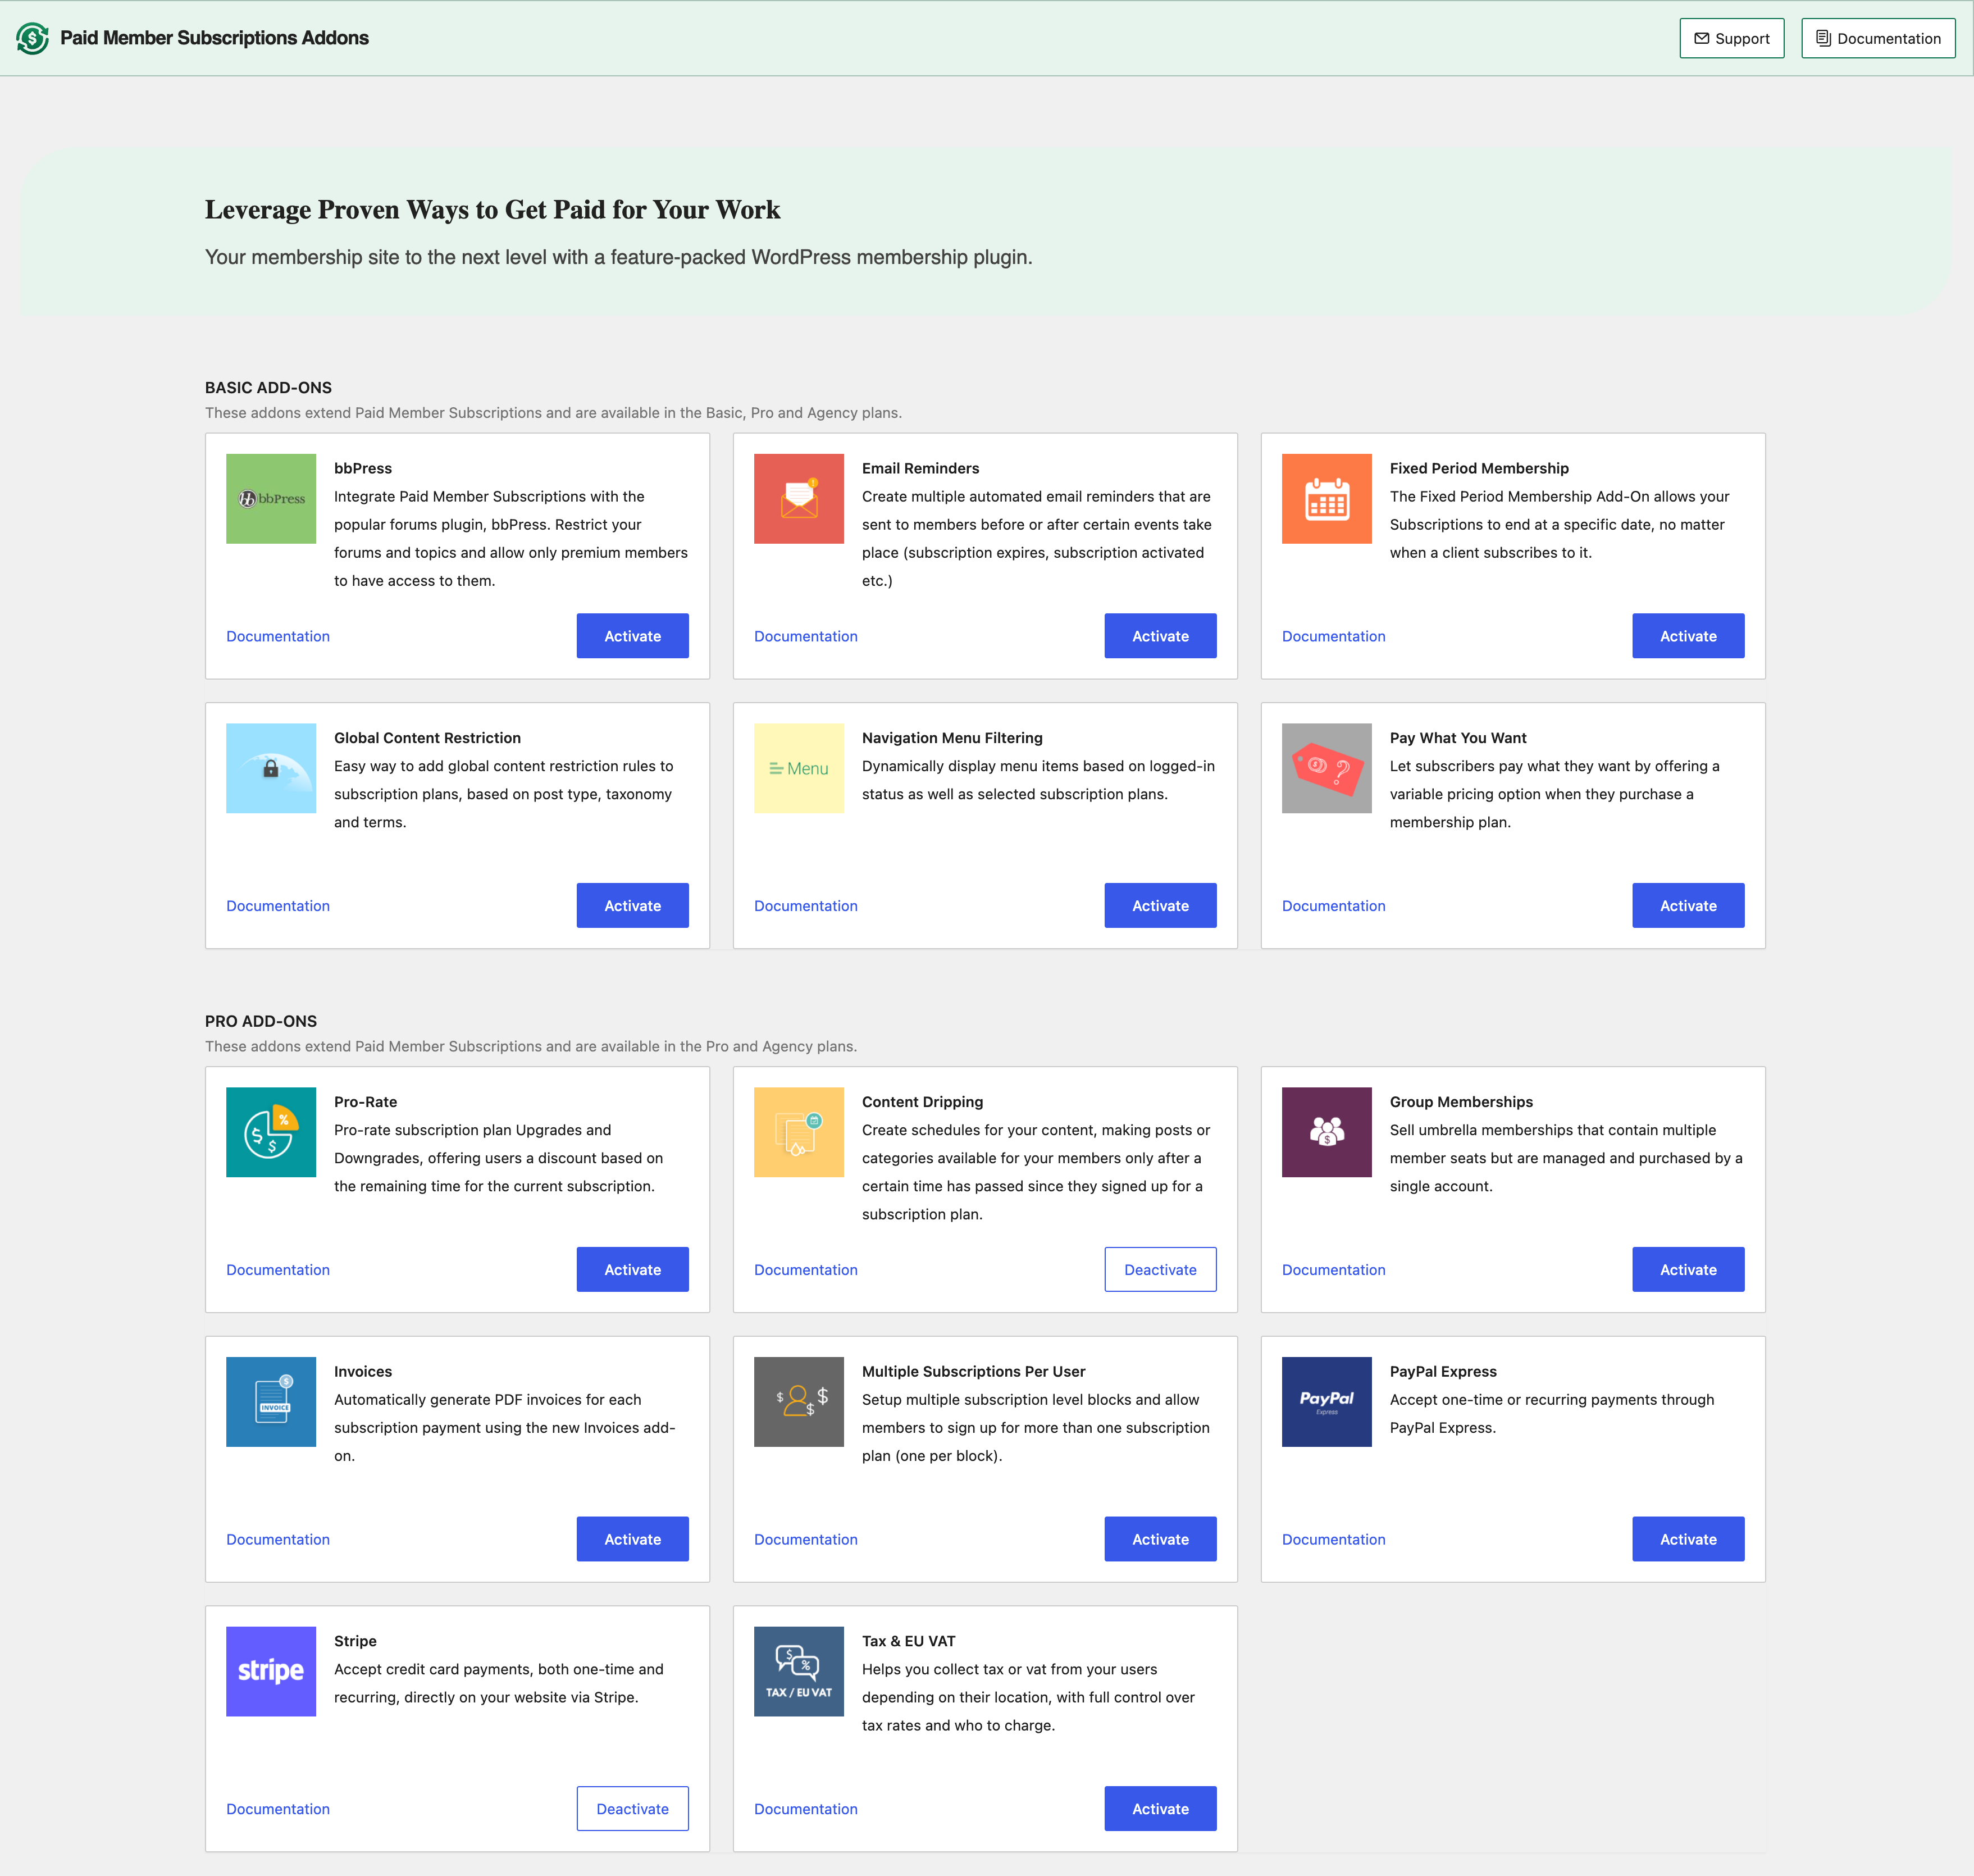 Paid Member Subscriptions Addons
Support
Documentation
Leverage Proven Ways to Get Paid for Your Work
Your membership site to the next level with a feature-packed WordPress membership plugin.
BASIC ADD-ONS
These addons extend Paid Member Subscriptions and are available in the Basic, Pro and Agency plans.
bbPress
bbPress
Integrate Paid Member Subscriptions with the
popular forums plugin, bbPress. Restrict your
forums and topics and allow only premium members
to have access to them.
Documentation
Activate
Email Reminders
Create multiple automated email reminders that are
sent to members before or after certain events take
place (subscription expires, subscription activated
etc.)
Documentation
Activate
Fixed Period Membership
The Fixed Period Membership Add-On allows your
Subscriptions to end at a specific date, no matter
when a client subscribes to it.
Documentation
Activate
Global Content Restriction
Easy way to add global content restriction rules to
subscription plans, based on post type, taxonomy
and terms.
Documentation
Activate
Menu
Navigation Menu Filtering
Dynamically display menu items based on logged-in
status as well as selected subscription plans.
Documentation
Activate
Pay What You Want
Let subscribers pay what they want by offering a
variable pricing option when they purchase a
membership plan.
Documentation
Activate
PRO ADD-ONS
These addons extend Paid Member Subscriptions and are available in the Pro and Agency plans.
Pro-Rate
Pro-rate subscription plan Upgrades and
Downgrades, offering users a discount based on
the remaining time for the current subscription.
Documentation
Activate
Content Dripping
Create schedules for your content, making posts or
categories available for your members only after a
certain time has passed since they signed up for a
subscription plan.
Documentation
Deactivate
Group Memberships
Sell umbrella memberships that contain multiple
member seats but are managed and purchased by a
single account.
Documentation
Activate
INVOICE
Invoices
Automatically generate PDF invoices for each
subscription payment using the new Invoices add-
on.
Documentation
Activate
Multiple Subscriptions Per User
Setup multiple subscription level blocks and allow
members to sign up for more than one subscription
plan (one per block).
Documentation
Activate
PayPal
Express
PayPal Express
Accept one-time or recurring payments through
PayPal Express.
Documentation
Activate
stripe
Stripe
Accept credit card payments, both one-time and
recurring, directly on your website via Stripe.
Documentation
Deactivate
TAX / EU VAT
Tax & EU VAT
Helps you collect tax or vat from your users
depending on their location, with full control over
tax rates and who to charge.
Documentation
Activate